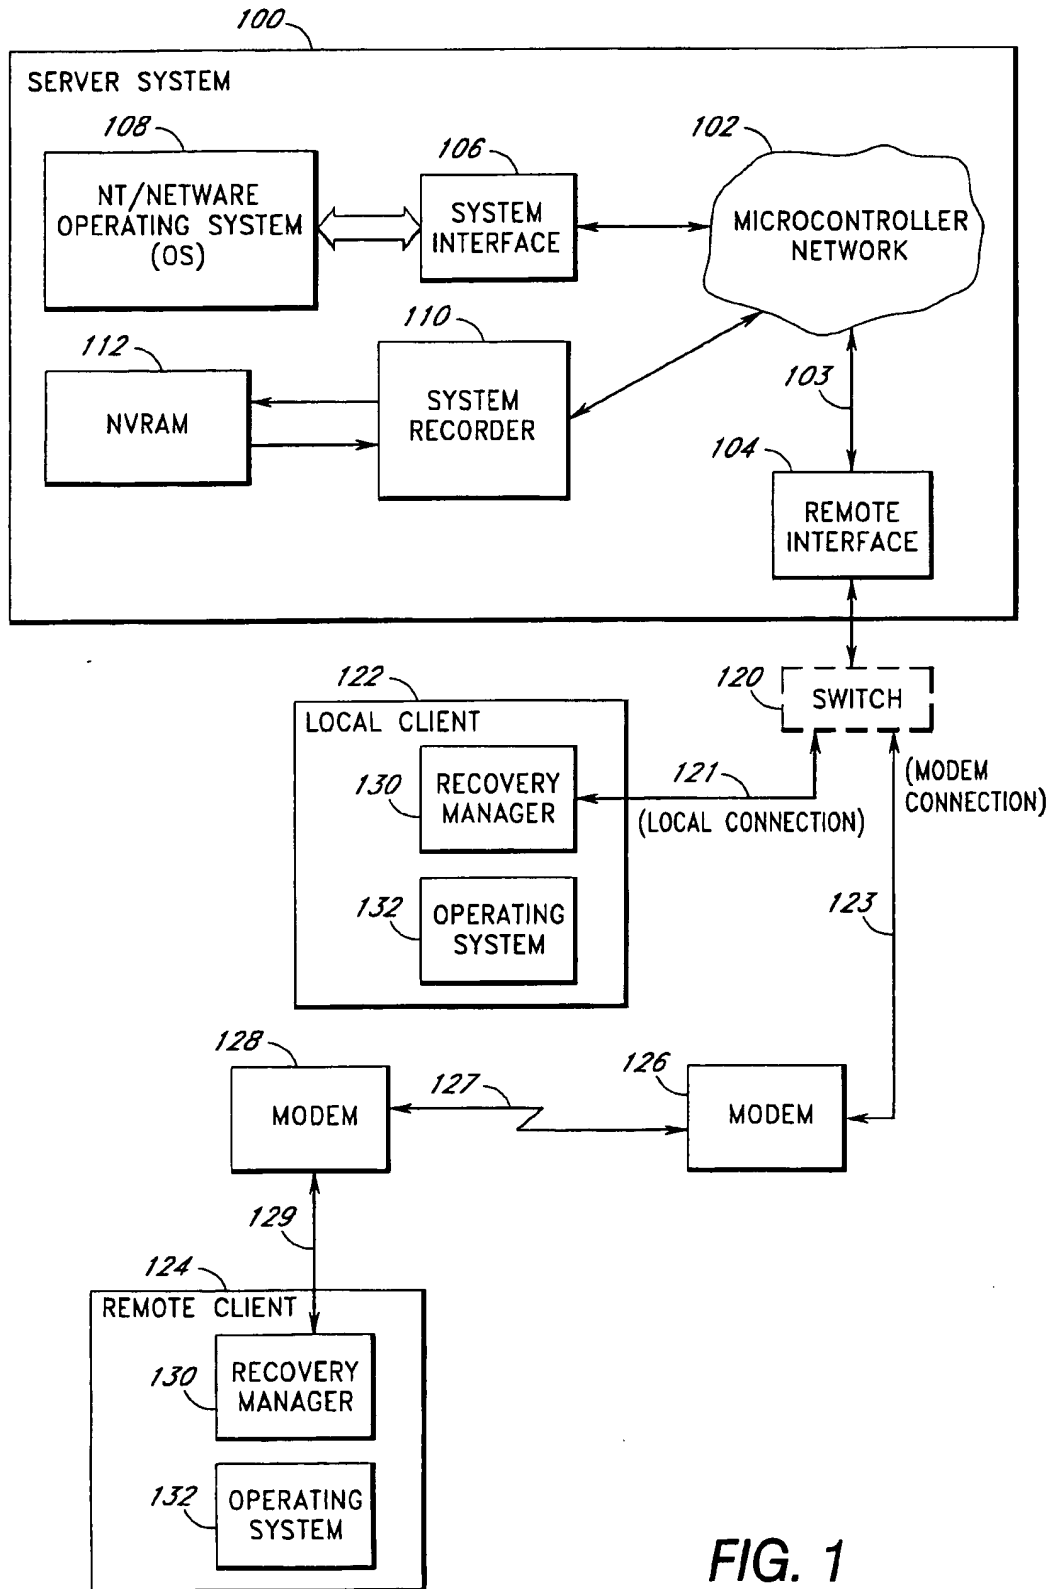 100
SERVER SYSTEM
108
NT/NETWARE
OPERATING SYSTEM
(OS)
106
SYSTEM
INTERFACE
102
MICROCONTROLLER
NETWORK
112
NVRAM
110
SYSTEM
RECORDER
103
104
REMOTE
INTERFACE
120
SWITCH
122
LOCAL CLIENT
130
RECOVERY
MANAGER
121
(LOCAL CONNECTION)
(MODEM
CONNECTION)
132
OPERATING
SYSTEM
123
128
MODEM
127
126
MODEM
129
124
REMOTE CLIENT
130
RECOVERY
MANAGER
132
OPERATING
SYSTEM
FIG. 1